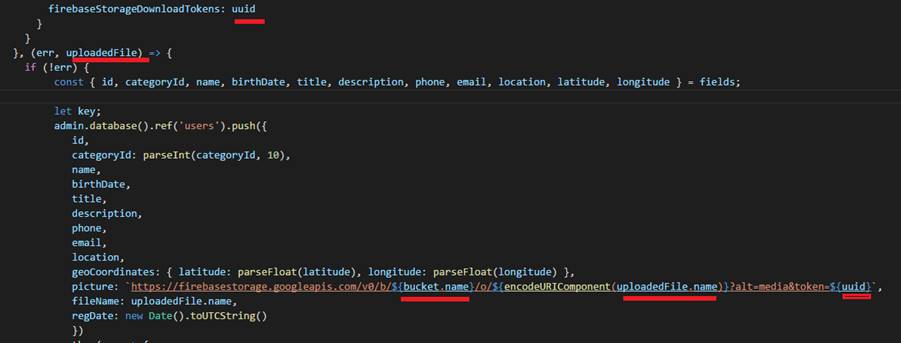 firebaseStorageDownloadTokens: uuid
}
}
}, (err, uploadedFile) => {
if (!err) {
const { id, categoryId, name, birthDate, title, description, phone, email, location, latitude, longitude } = fields;
let key;
admin.database().ref('users').push({
id,
categoryId: parseInt(categoryId, 10),
name,
birthDate,
title,
description,
phone,
email,
location,
geoCoordinates: { latitude: parseFloat(latitude), longitude: parseFloat(longitude) },
picture: `https://firebasestorage.googleapis.com/v0/b/${bucket.name}/o/${encodeURIComponent(uploadedFile.name)}?alt=media&token=${uuid}`,
fileName: uploadedFile.name,
regDate: new Date().toUTCString()
})